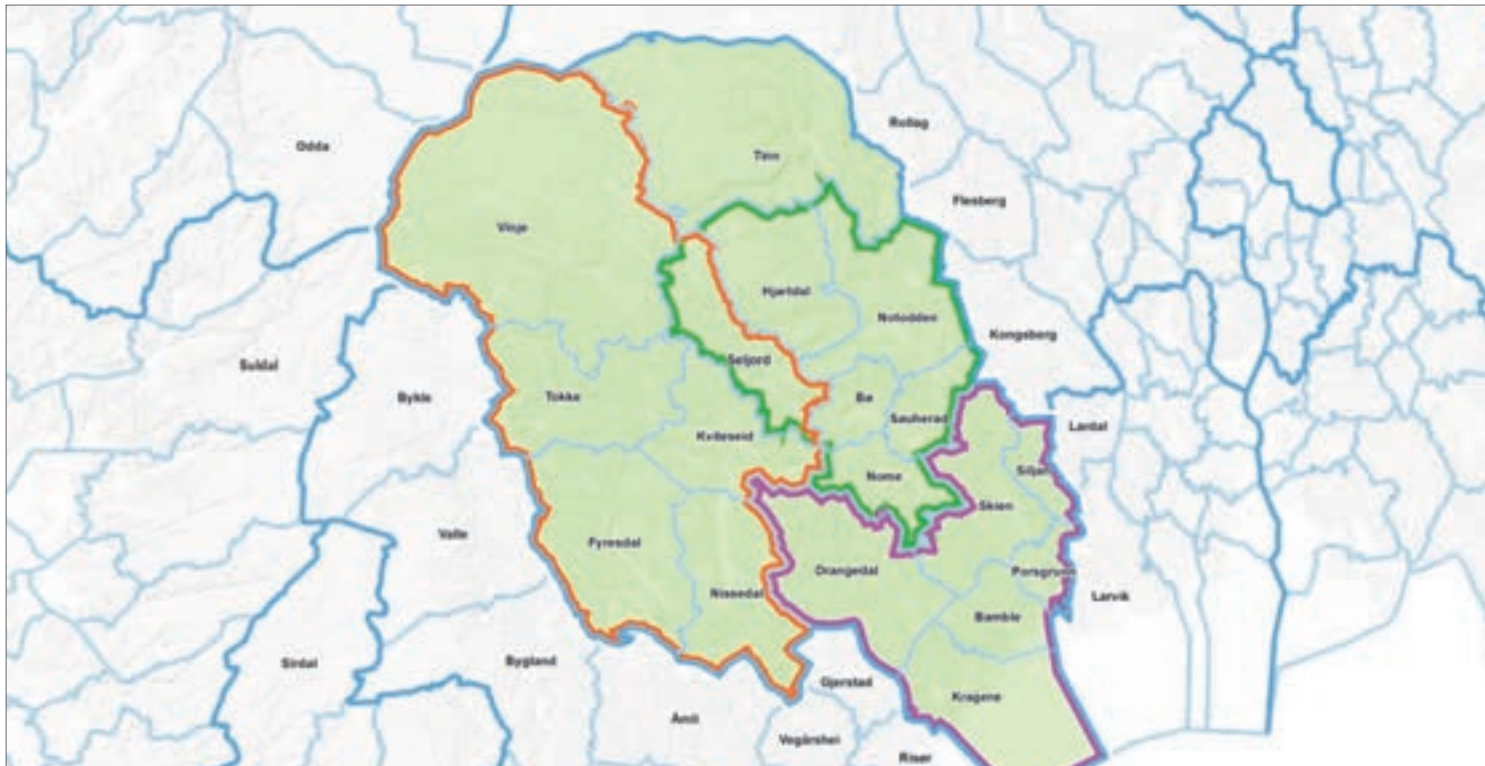 Rollag
Odda
Tinn
Flesberg
Vinje
Hjartdal
Notodden
Kongsberg
Seljord
Suldal
Bykle
Tokke
Bø
Sauherad
Lardal
Kviteseid
Nome
Siljan
Skien
Valle
Fyresdal
Drangedal
Porsgrunn
Nissedal
Larvik
Bamble
Sirdal
Bygland
Gjerstad
Kragerø
Åmli
Vegårshei
Risør